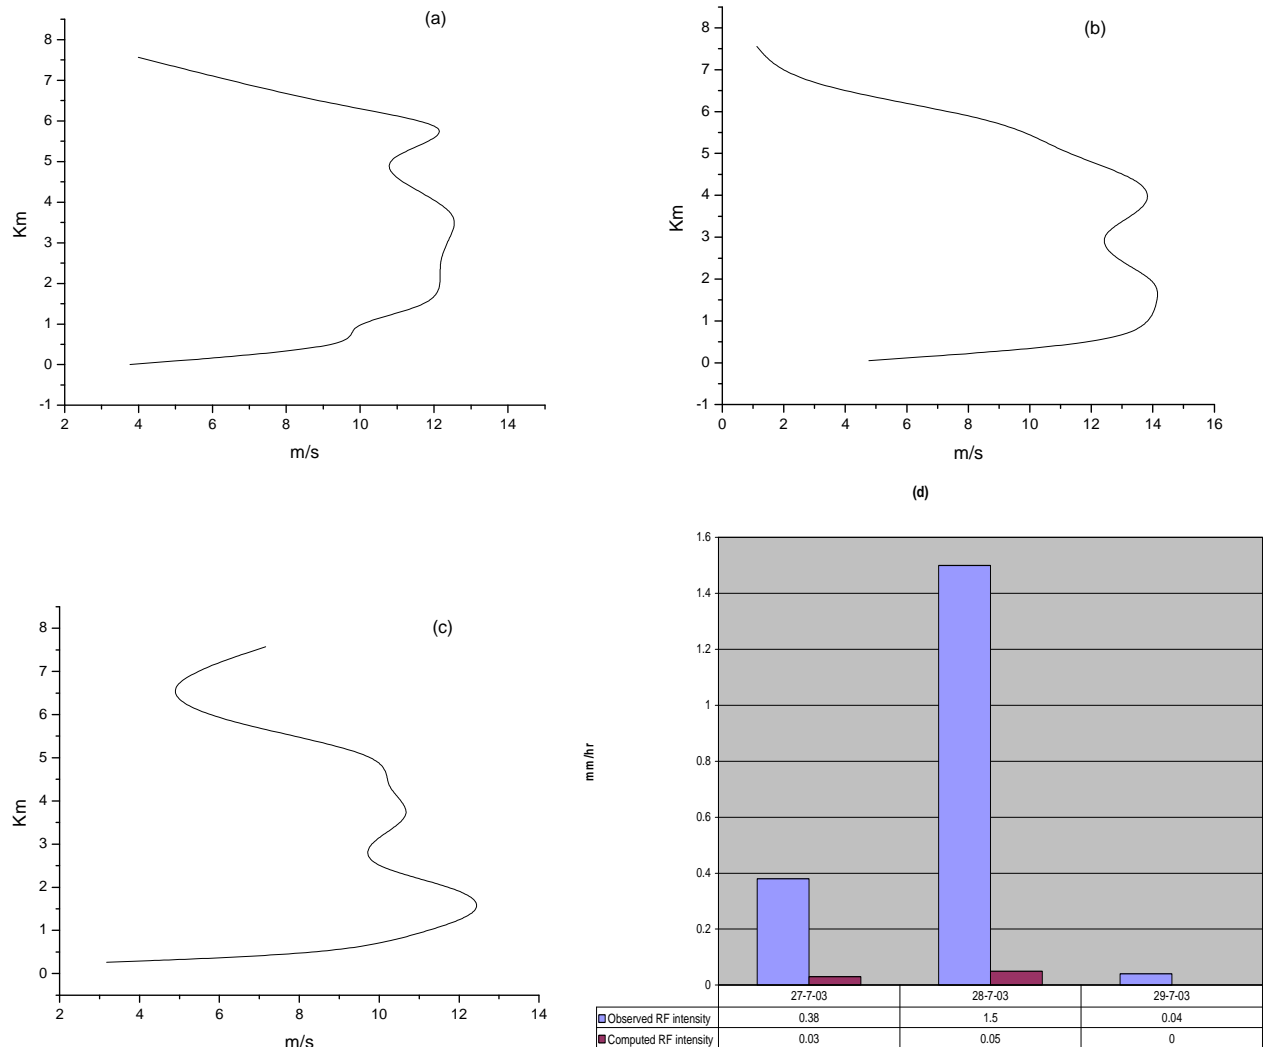 (a)
8
7
6
5
4
3
2
1
0
-1
Km
2 4 6 8 10 12 14
m/s
(b)
8
7
6
5
4
3
2
1
0
-1
Km
0 2 4 6 8 10 12 14 16
m/s
(c)
8
7
6
5
4
3
2
1
0
Km
2 4 6 8 10 12 14
m/s
(d)
1.6
1.4
1.2
1
0.8
0.6
0.4
0.2
0
mm/hr
27-7-03 28-7-03 29-7-03
Observed RF intensity 0.38 1.5 0.04
Computed RF intensity 0.03 0.05 0